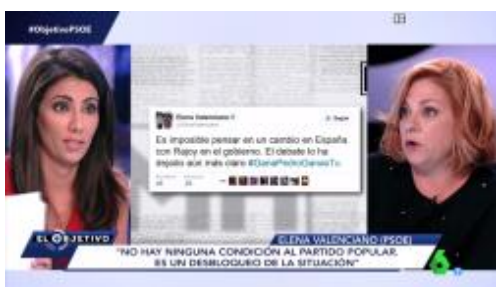 #ObjetivoPSOE
Elena Valenciano
Seguir
Es imposible pensar en un cambio en España
con Rajoy en el gobierno. El debate lo ha
dejado aún más claro #GanaPedroGanasTu
EL OBJETIVO
ELENA VALENCIANO (PSOE)
"NO HAY NINGUNA CONDICIÓN AL PARTIDO POPULAR,
ES UN DESBLOQUEO DE LA SITUACIÓN"
6